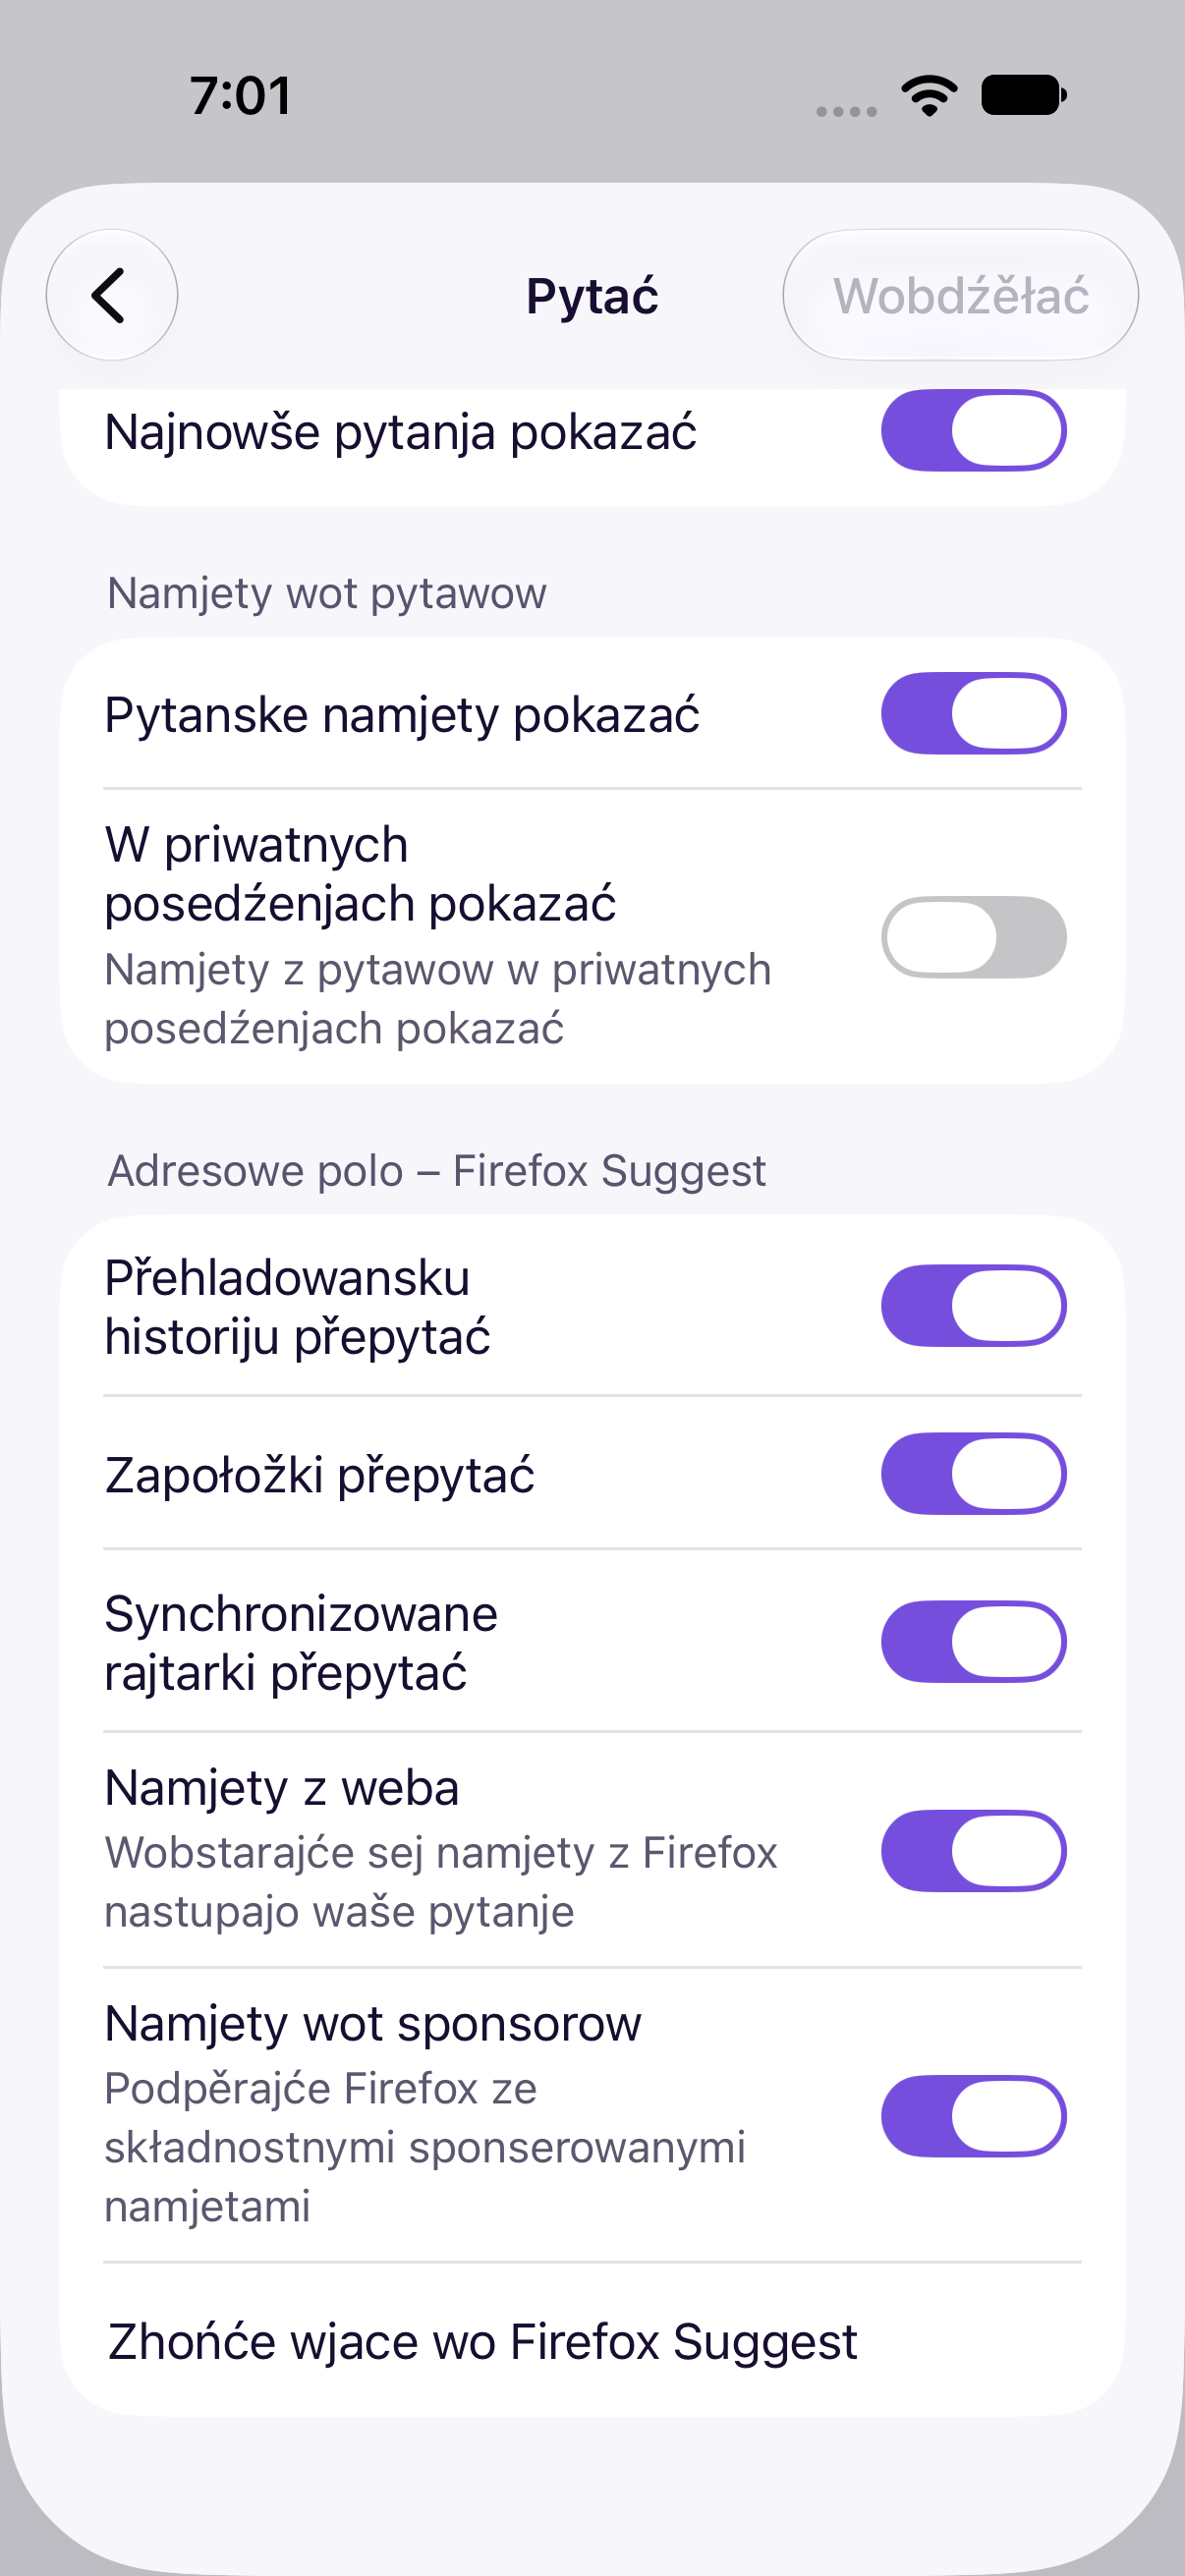 7:01
Pytać
Wobdźěłać
Najnowše pytanja pokazać
Namjety wot pytawow
Pytanske namjety pokazać
W priwatnych
posedźenjach pokazać
Namjety z pytawow w priwatnych
posedźenjach pokazać
Adresowe polo – Firefox Suggest
Přehladowansku
historiju přepytać
Zapołožki přepytać
Synchronizowane
rajtarki přepytać
Namjety z weba
Wobstarajće sej namjety z Firefox
nastupajo waše pytanje
Namjety wot sponsorow
Podpěrajće Firefox ze
składnostnymi sponserowanymi
namjetami
Zhońće wjace wo Firefox Suggest